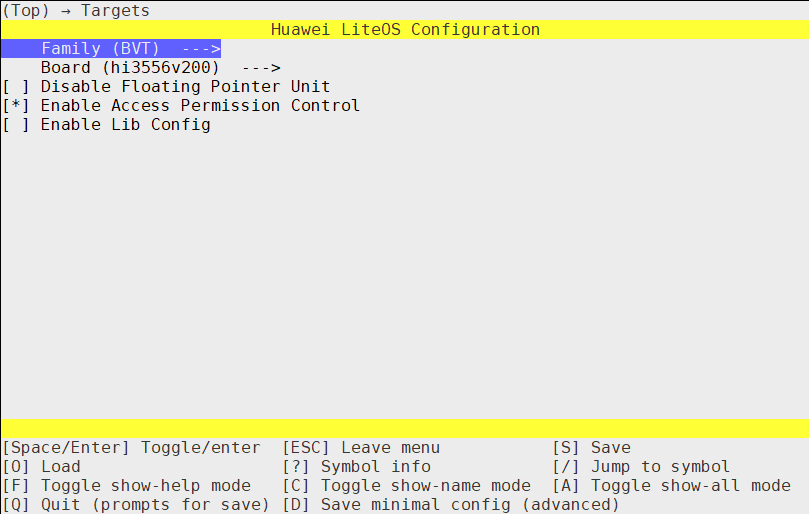 (Top) → Targets
Huawei LiteOS Configuration
Family (BVT)  --->
Board (hi3556v200)  --->
[ ] Disable Floating Pointer Unit
[*] Enable Access Permission Control
[ ] Enable Lib Config
[Space/Enter] Toggle/enter  [ESC] Leave menu           [S] Save
[O] Load                    [?] Symbol info            [/] Jump to symbol
[F] Toggle show-help mode   [C] Toggle show-name mode  [A] Toggle show-all mode
[Q] Quit (prompts for save) [D] Save minimal config (advanced)